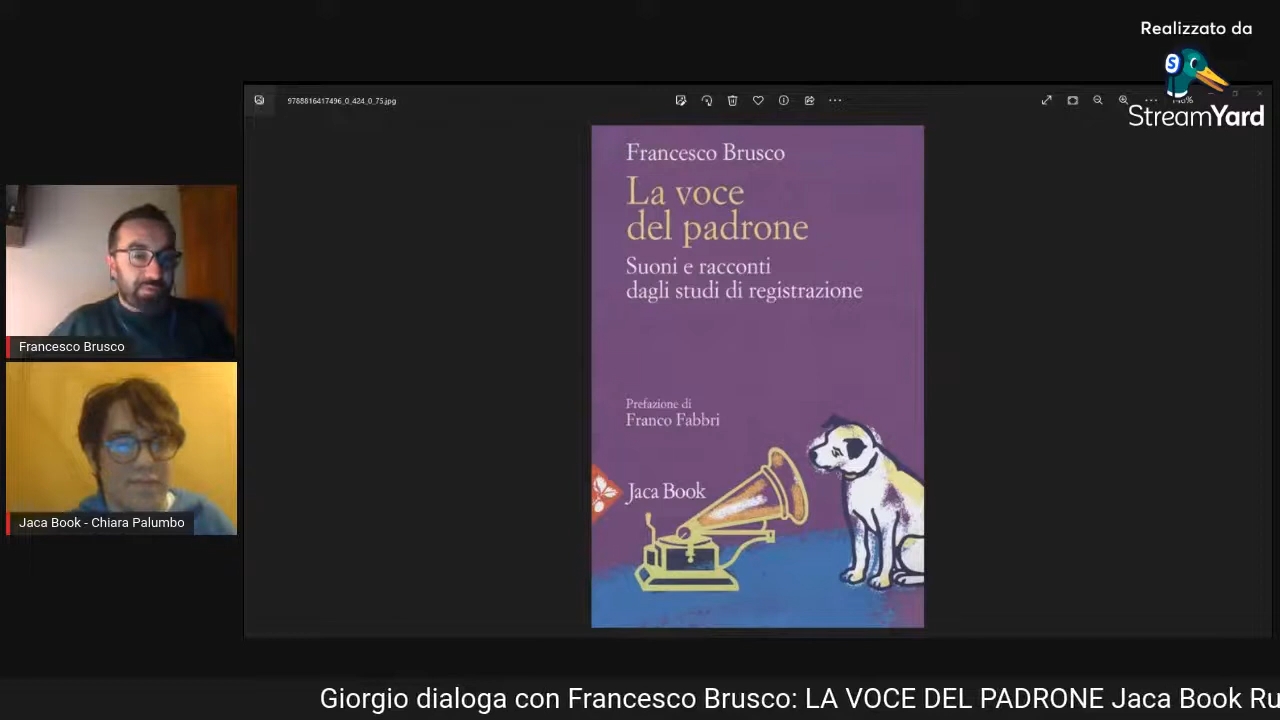 Realizzato da
StreamYard
9788816417496_0_424_0_75.jpg
Francesco Brusco
La voce
del padrone
Suoni e racconti
dagli studi di registrazione
Prefazione di
Franco Fabbri
Jaca Book
Francesco Brusco
Jaca Book - Chiara Palumbo
Giorgio dialoga con Francesco Brusco: LA VOCE DEL PADRONE Jaca Book Ru